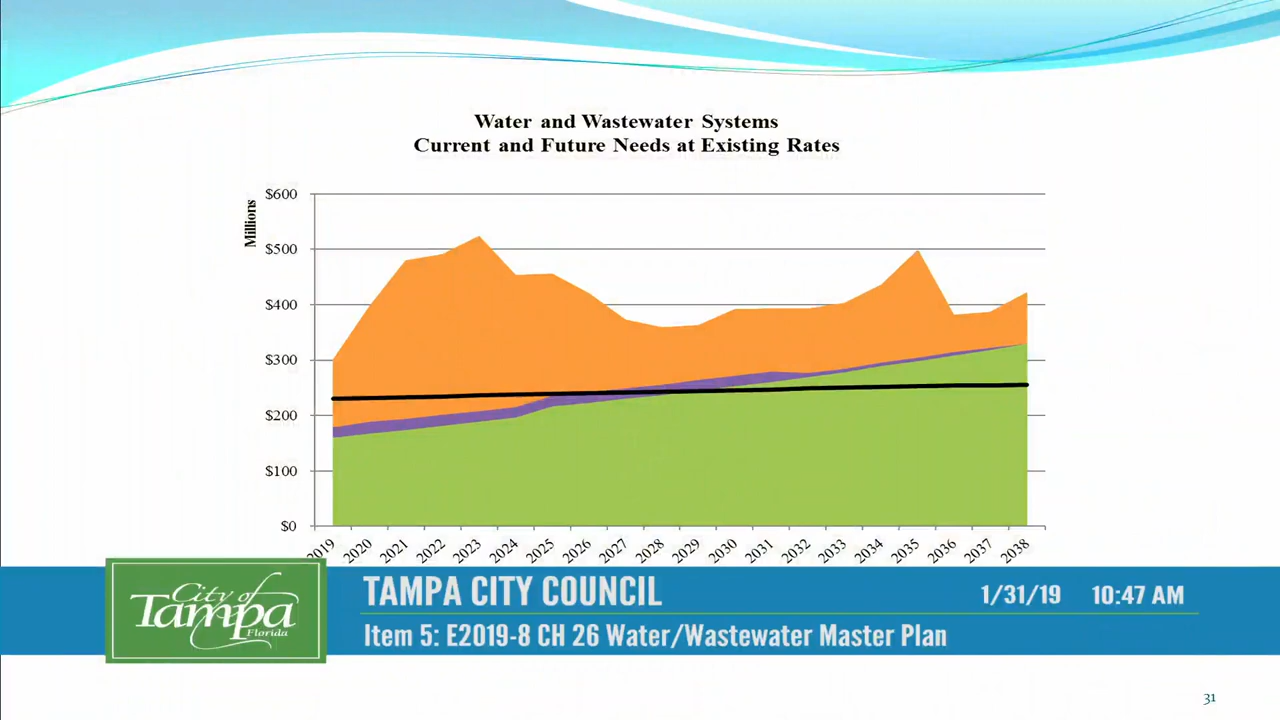 Water and Wastewater Systems
Current and Future Needs at Existing Rates
Millions
$600
$500
$400
$300
$200
$100
$0
2019 2020 2021 2022 2023 2024 2025 2026 2027 2028 2029 2030 2031 2032 2033 2034 2035 2036 2037 2038
City of
Tampa
Florida
TAMPA CITY COUNCIL 1/31/19 10:47 AM
Item 5: E2019-8 CH 26 Water/Wastewater Master Plan
31